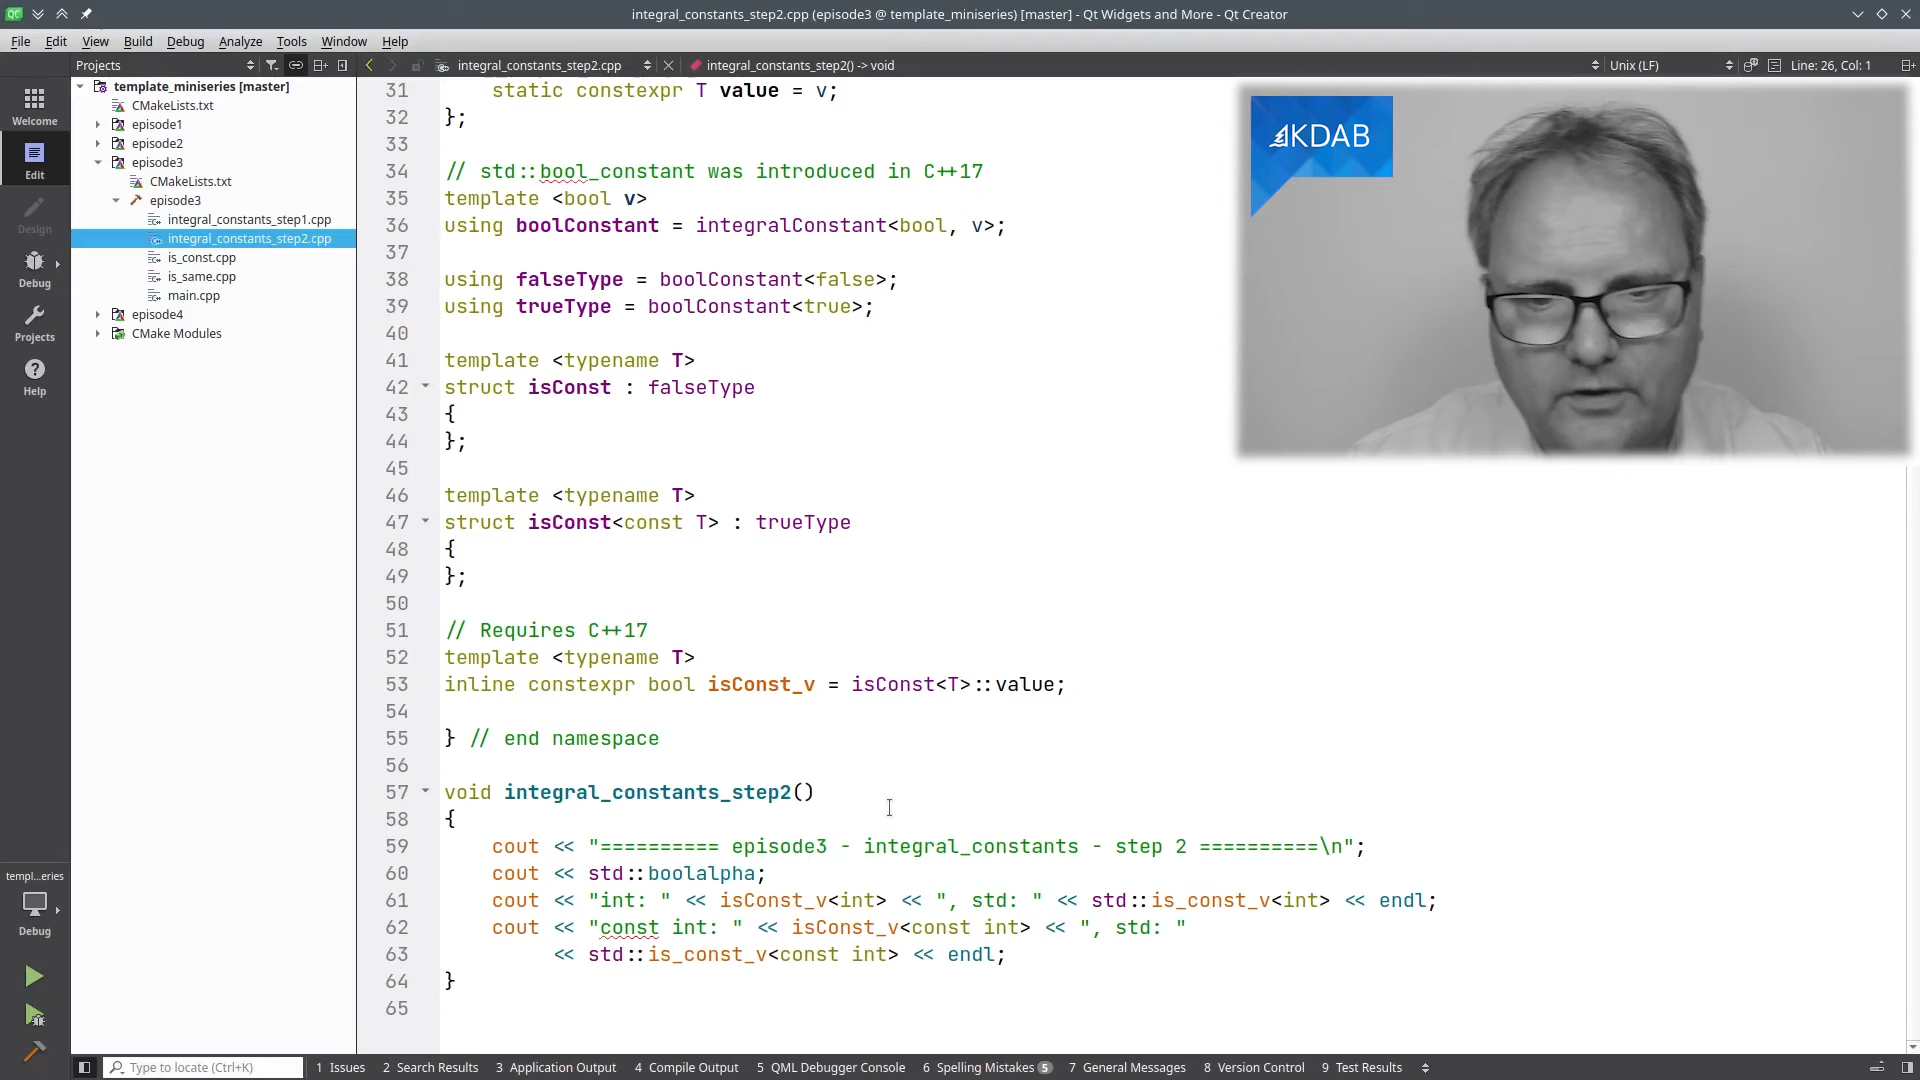 integral_constants_step2.cpp (episode3 @ template_miniseries) [master] - Qt Widgets and More - Qt Creator
File Edit View Build Debug Analyze Tools Window Help
Projects
integral_constants_step2.cpp
integral_constants_step2() -> void
Unix (LF)
Line: 26, Col: 1
Welcome
Edit
Design
Debug
Projects
Help
templ...eries
Debug
template_miniseries [master]
CMakeLists.txt
episode1
episode2
episode3
CMakeLists.txt
episode3
integral_constants_step1.cpp
integral_constants_step2.cpp
is_const.cpp
is_same.cpp
main.cpp
episode4
CMake Modules
31 static constexpr T value = v;
32 };
33
34 // std::bool_constant was introduced in C++17
35 template <bool v>
36 using boolConstant = integralConstant<bool, v>;
37
38 using falseType = boolConstant<false>;
39 using trueType = boolConstant<true>;
40
41 template <typename T>
42 struct isConst : falseType
43 {
44 };
45
46 template <typename T>
47 struct isConst<const T> : trueType
48 {
49 };
50
51 // Requires C++17
52 template <typename T>
53 inline constexpr bool isConst_v = isConst<T>::value;
54
55 } // end namespace
56
57 void integral_constants_step2()
58 {
59 cout << "========== episode3 - integral_constants - step 2 ==========\n";
60 cout << std::boolalpha;
61 cout << "int: " << isConst_v<int> << ", std: " << std::is_const_v<int> << endl;
62 cout << "const int: " << isConst_v<const int> << ", std: "
63 << std::is_const_v<const int> << endl;
64 }
65
KDAB
Type to locate (Ctrl+K)
1 Issues 2 Search Results 3 Application Output 4 Compile Output 5 QML Debugger Console 6 Spelling Mistakes 5 7 General Messages 8 Version Control 9 Test Results